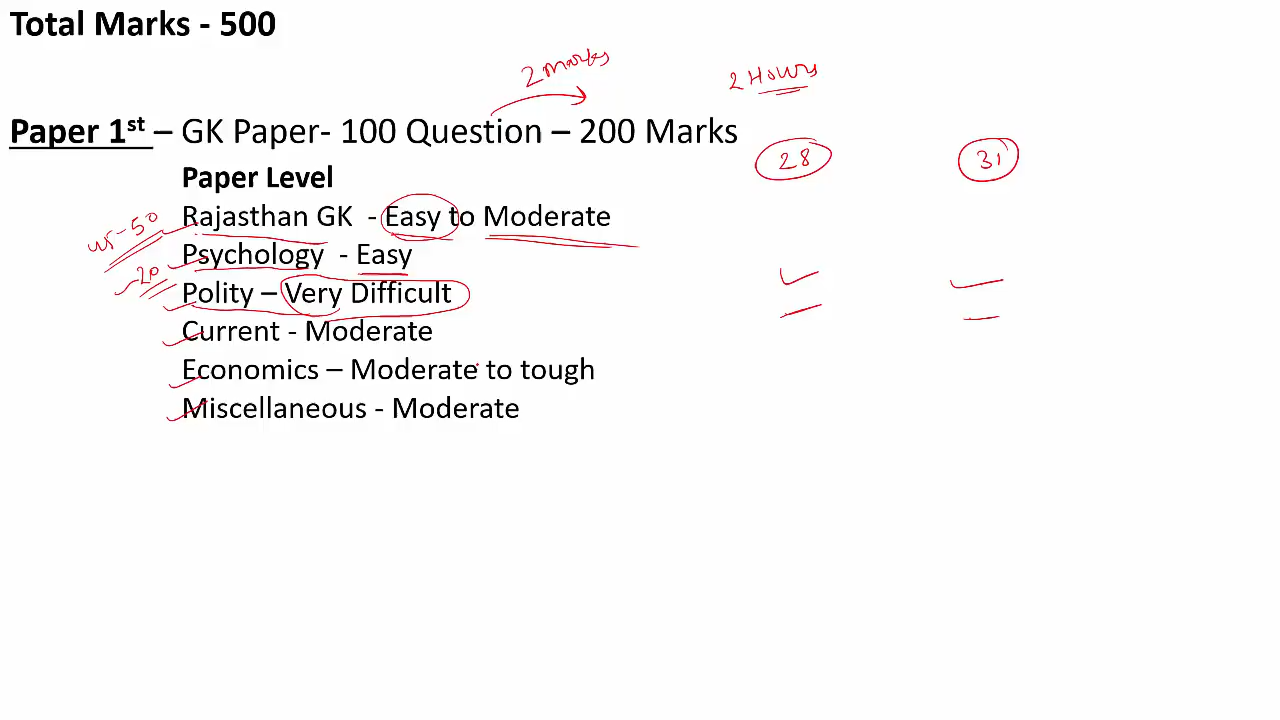 Total Marks - 500
2 marks
2 Hours
Paper 1st – GK Paper- 100 Question – 200 Marks
28
31
Paper Level
Rajasthan GK - Easy to Moderate
45-50
Psychology - Easy
20
Polity – Very Difficult
Current - Moderate
Economics – Moderate to tough
Miscellaneous - Moderate